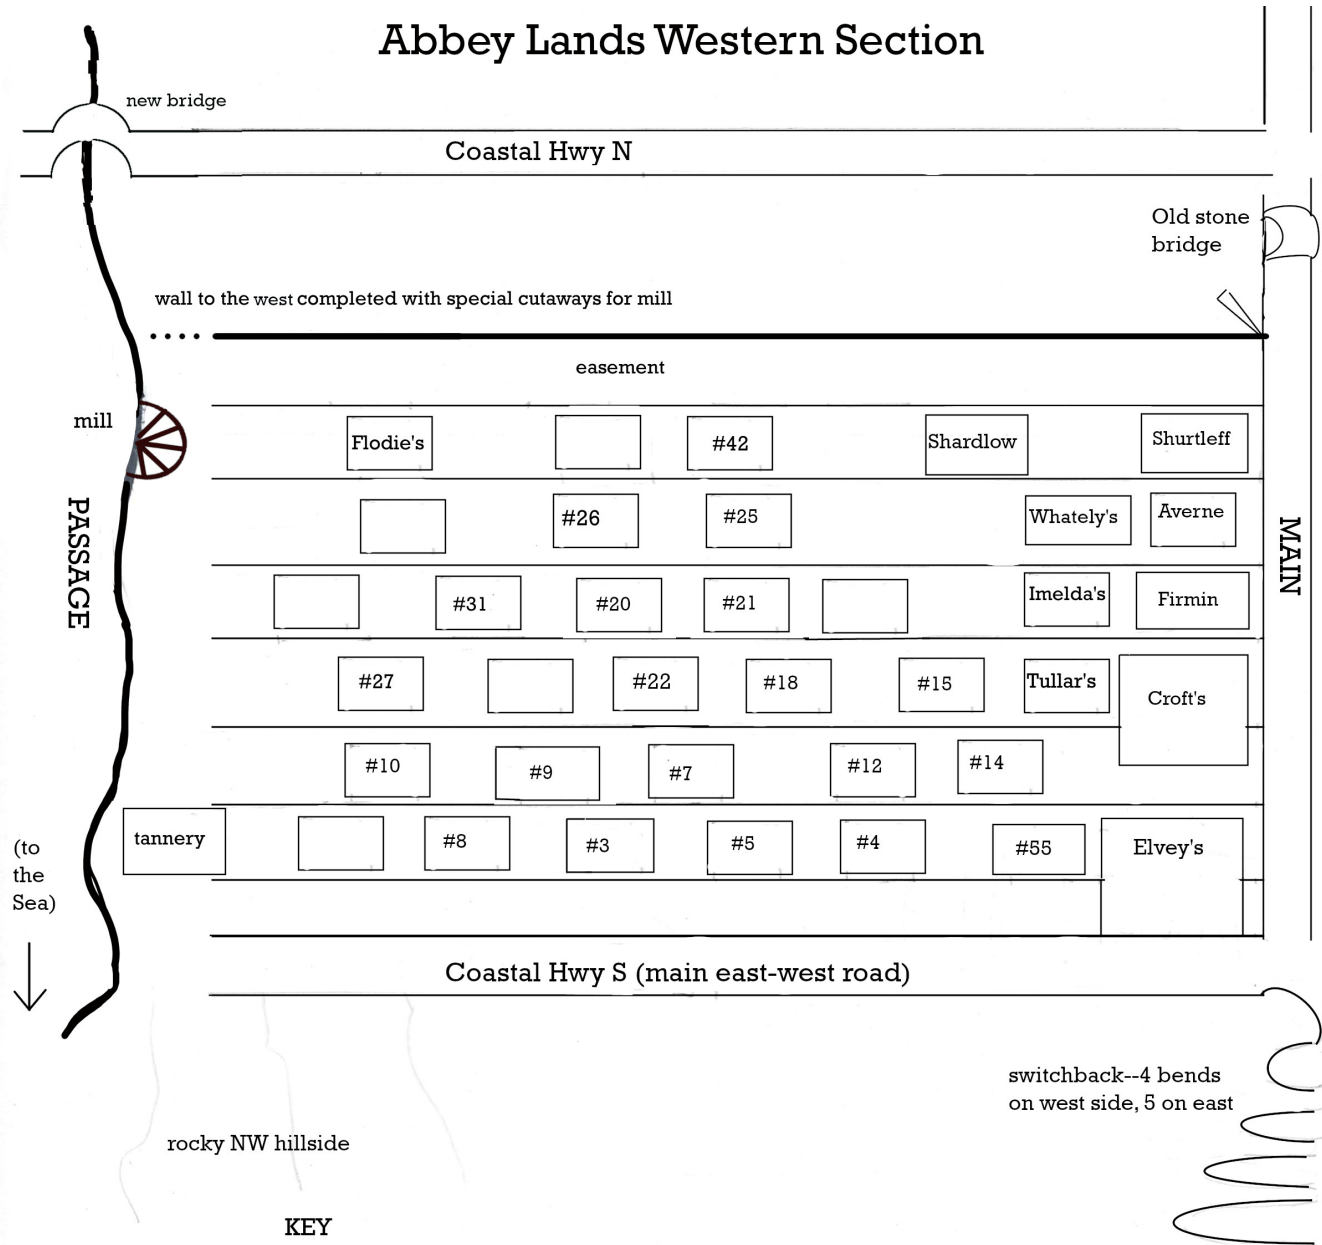 Abbey Lands Western Section
new bridge
Coastal Hwy N
Old stone
bridge
wall to the west completed with special cutaways for mill
easement
mill
Flodie's
#42
Shardlow
Shurtleff
PASSAGE
MAIN
#26
#25
Whately's
Averne
#31
#20
#21
Imelda's
Firmin
#27
#22
#18
#15
Tullar's
Croft's
#10
#9
#7
#12
#14
tannery
#8
#3
#5
#4
#55
Elvey's
(to
the
Sea)
Coastal Hwy S (main east-west road)
switchback--4 bends
on west side, 5 on east
rocky NW hillside
KEY